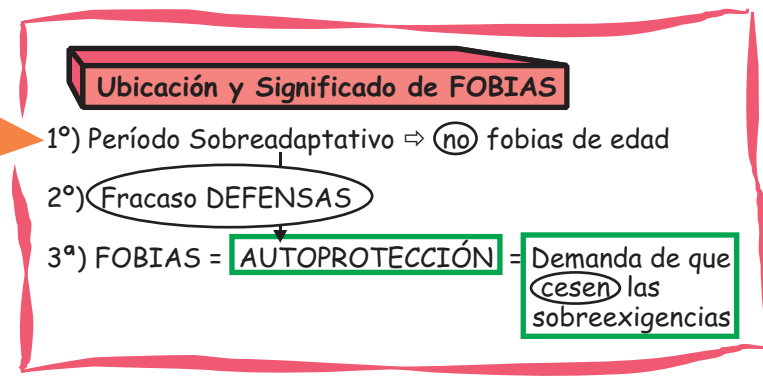 Ubicación y Significado de FOBIAS
1º) Período Sobreadaptativo ⇨ no fobias de edad
2º) Fracaso DEFENSAS
3ª) FOBIAS = AUTOPROTECCIÓN = Demanda de que
cesen las
sobreexigencias